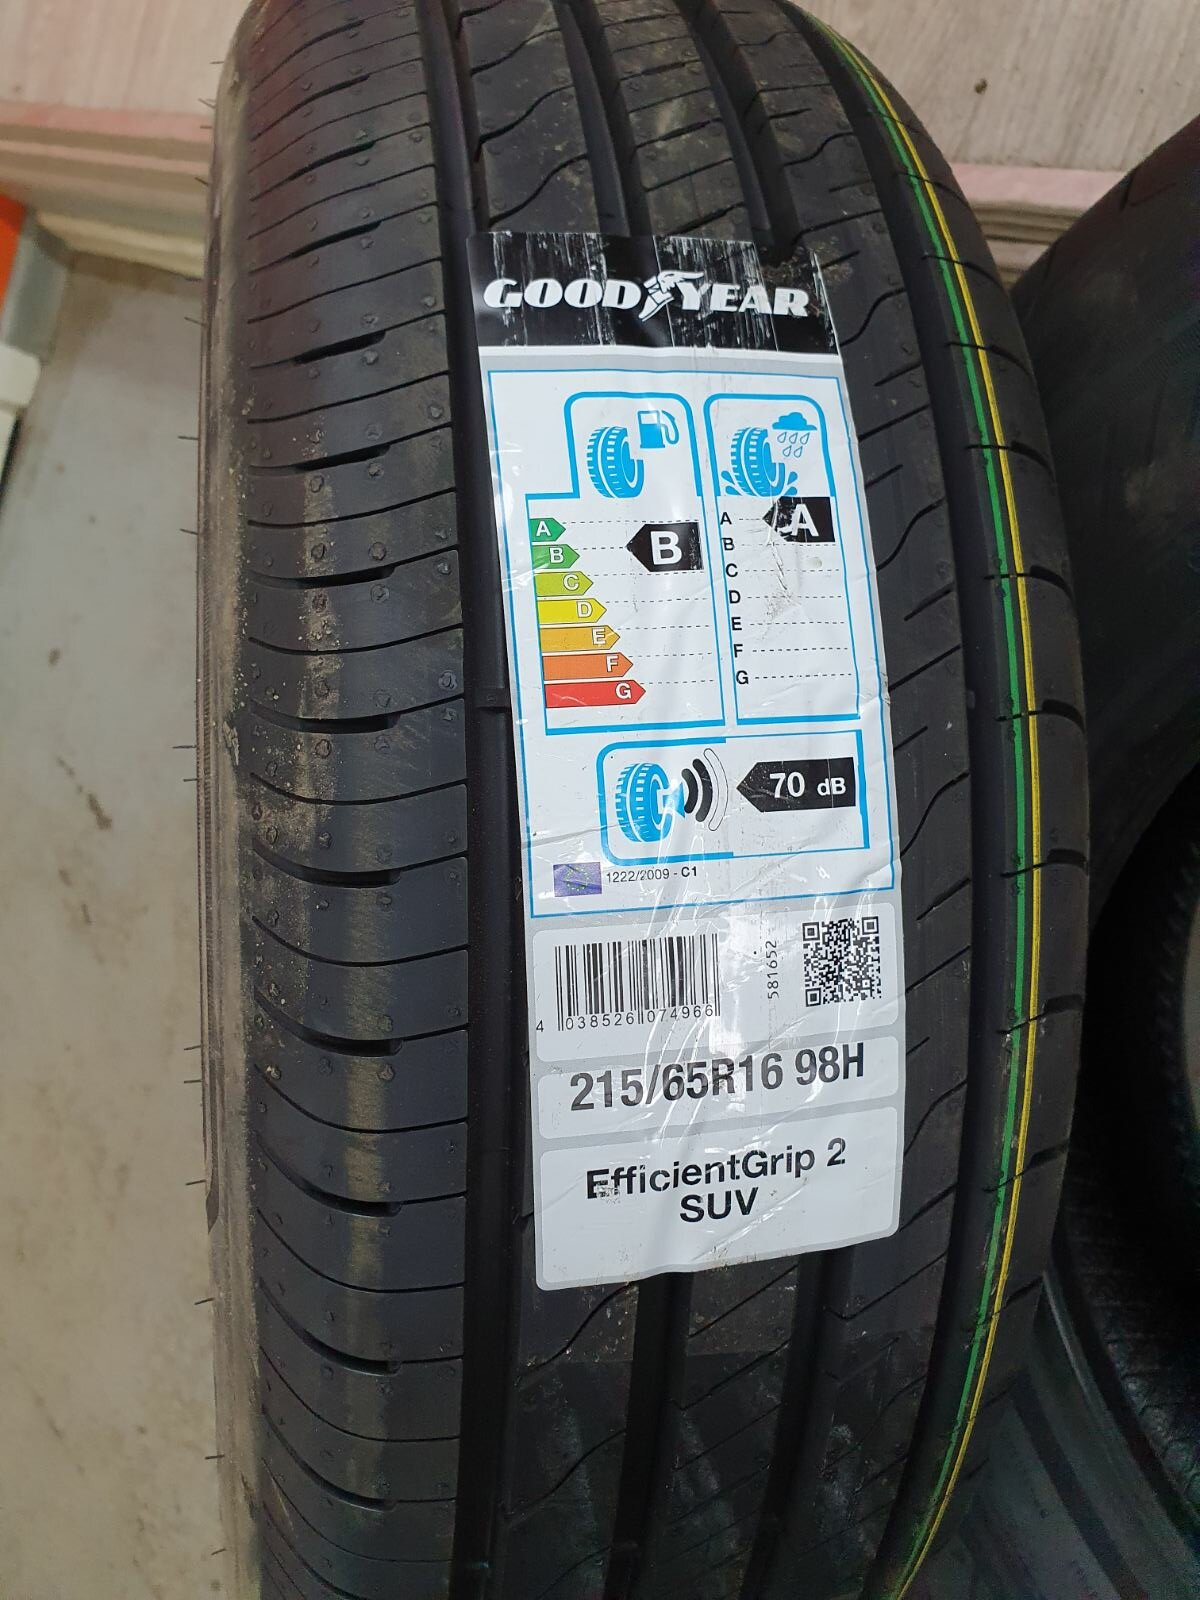 GOODYEAR
A
B
C
D
E
F
G
B
A
B
C
D
E
F
G
A
70 dB
1222/2009 - C1
4 038526 074966
581652
215/65R16 98H
EfficientGrip 2
SUV